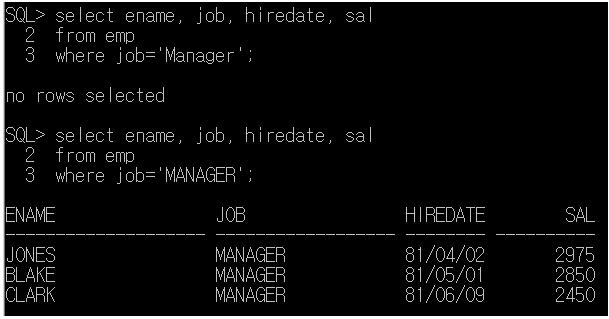 SQL> select ename, job, hiredate, sal
  2  from emp
  3  where job='Manager';
no rows selected
SQL> select ename, job, hiredate, sal
  2  from emp
  3  where job='MANAGER';
ENAME                JOB                HIREDATE        SAL
-------------------- ------------------ -------- ----------
JONES                MANAGER            81/04/02       2975
BLAKE                MANAGER            81/05/01       2850
CLARK                MANAGER            81/06/09       2450